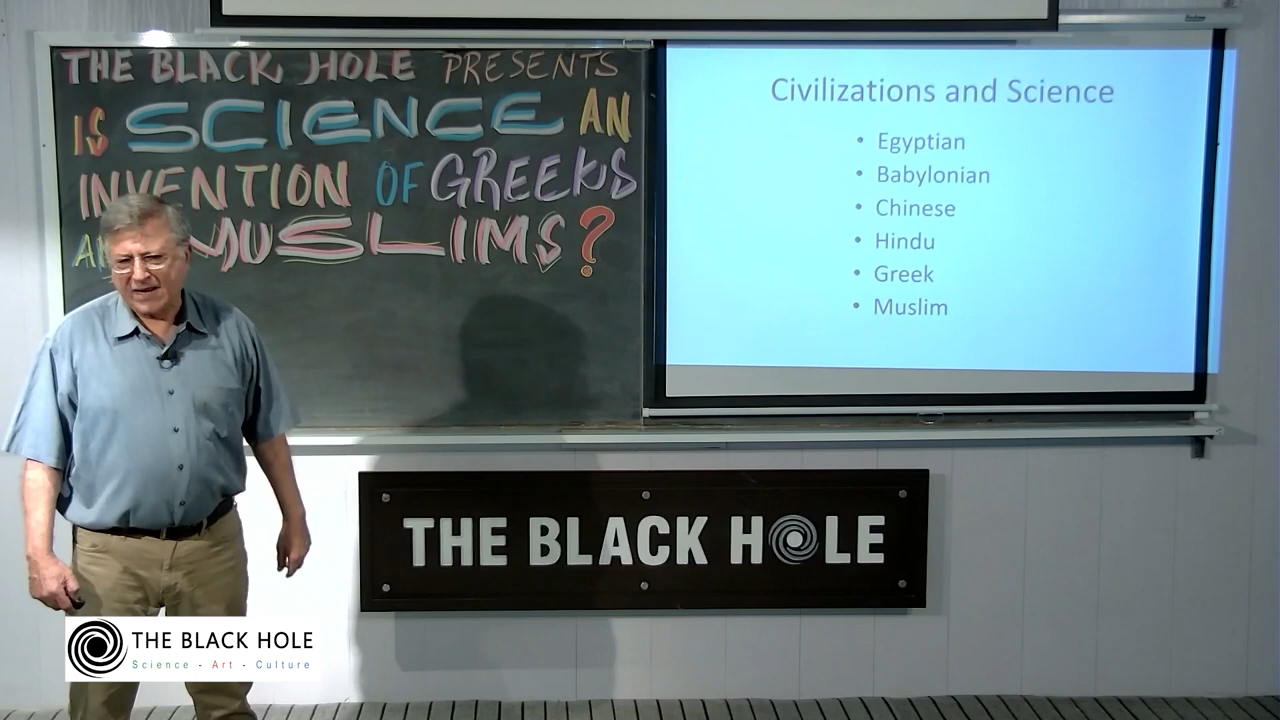 THE BLACK HOLE PRESENTS
IS SCIENCE AN
INVENTION OF GREEKS
MUSLIMS?
Civilizations and Science
• Egyptian
• Babylonian
• Chinese
• Hindu
• Greek
• Muslim
THE BLACK HOLE
THE BLACK HOLE
Science - Art - Culture